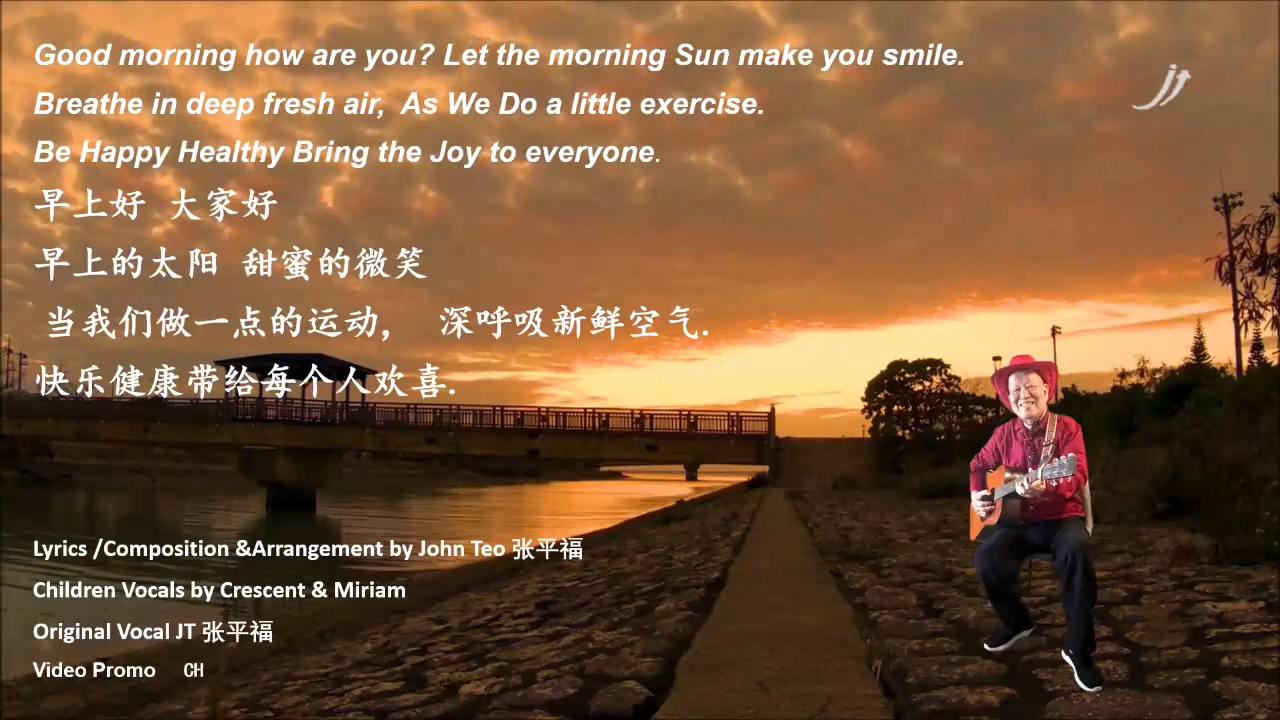 Good morning how are you? Let the morning Sun make you smile.
jt
Breathe in deep fresh air, As We Do a little exercise.
Be Happy Healthy Bring the Joy to everyone.
早上好 大家好
早上的太阳 甜蜜的微笑
当我们做一点的运动, 深呼吸新鲜空气.
快乐健康带给每个人欢喜.
Lyrics /Composition &Arrangement by John Teo 张平福
Children Vocals by Crescent & Miriam
Original Vocal JT 张平福
Video Promo CH